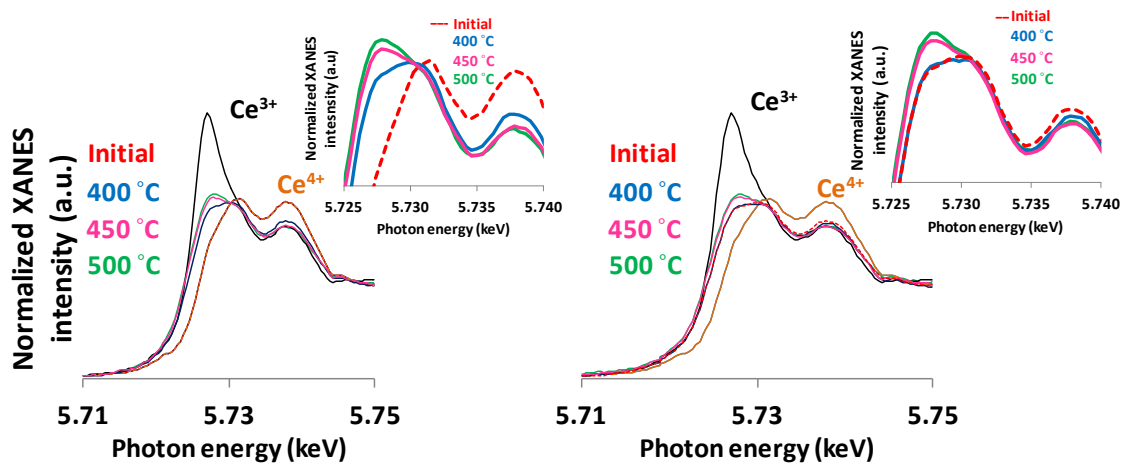 Normalized XANES
intensity (a.u.)
Initial
400 °C
450 °C
500 °C
Ce3+
Ce4+
5.71
5.73
5.75
Photon energy (keV)
Normalized XANES
intesnsity (a.u)
Initial
400 °C
450 °C
500 °C
5.725
5.730
5.735
5.740
Photon energy (keV)
Initial
400 °C
450 °C
500 °C
Ce3+
Ce4+
5.71
5.73
5.75
Photon energy (keV)
Normalized XANES
intensity (a.u.)
Initial
400 °C
450 °C
500 °C
5.725
5.730
5.735
5.740
Photon energy (keV)